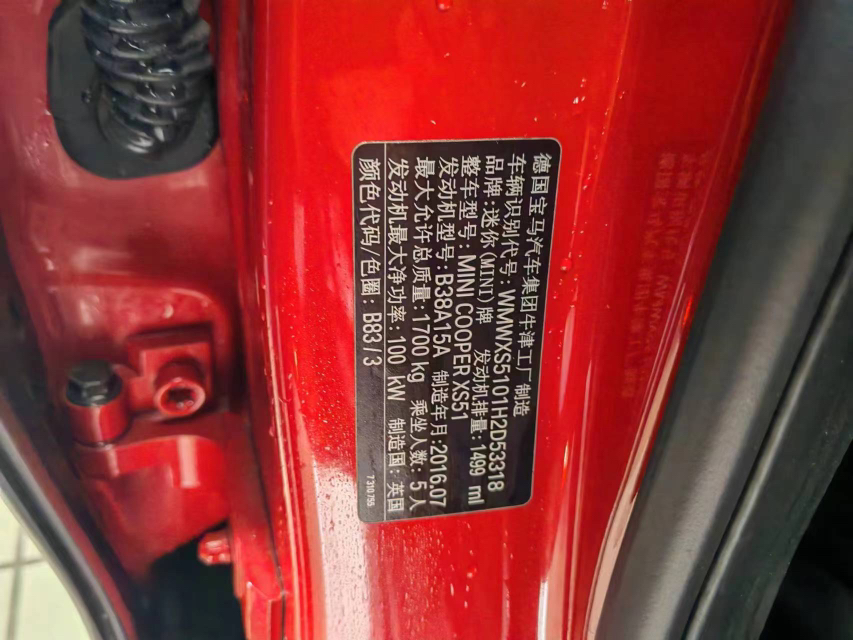 德国宝马汽车集团牛津工厂 制造
车辆识别代号: WMWXS5101H2D53318
品牌:迷你(MINI)牌 发动机排量: 1499 ml
整车型号: MINI COOPER XS51
发动机型号: B38A15A 制造年月: 2016.07
最大允许总质量: 1700 kg 乘坐人数: 5人
发动机最大净功率: 100 kW 制造国: 英国
颜色代码/色圈: B83 / 3
7310755